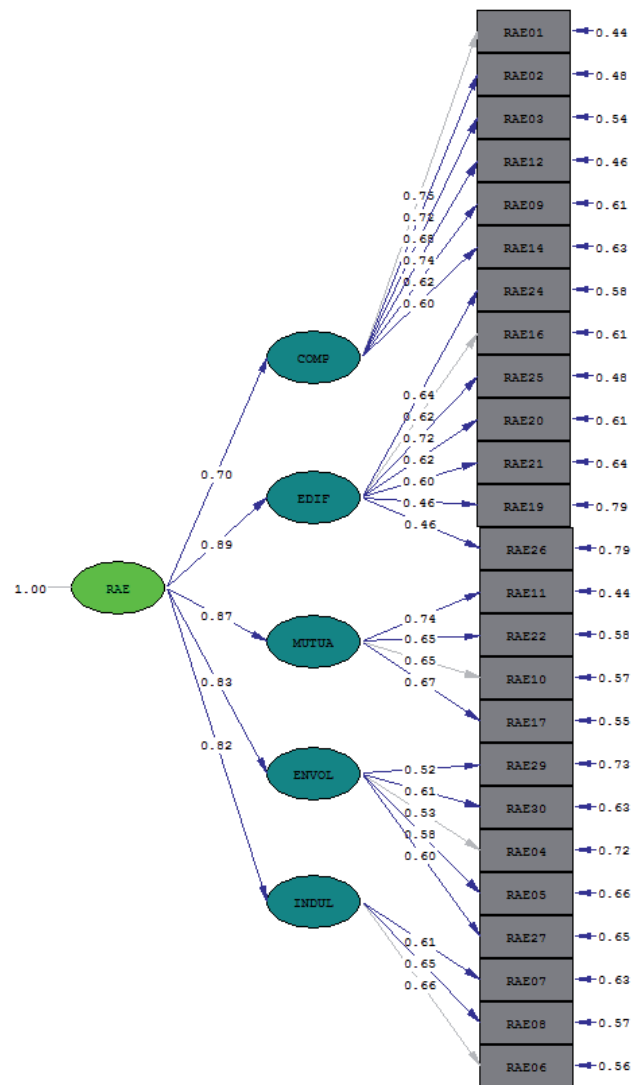 RAE01 0.44
RAE02 0.48
RAE03 0.54
RAE12 0.46
RAE09 0.61
RAE14 0.63
RAE24 0.58
RAE16 0.61
RAE25 0.48
RAE20 0.61
RAE21 0.64
RAE19 0.79
RAE26 0.79
RAE11 0.44
RAE22 0.58
RAE10 0.57
RAE17 0.55
RAE29 0.73
RAE30 0.63
RAE04 0.72
RAE05 0.66
RAE27 0.65
RAE07 0.63
RAE08 0.57
RAE06 0.56
0.75
0.72
0.68
0.74
0.62
0.60
COMP
0.64
0.62
0.72
0.62
0.60
0.46
0.46
EDIF
0.74
0.65
0.65
0.67
MUTUA
0.52
0.61
0.53
0.58
0.60
ENVOL
0.61
0.65
0.66
INDUL
0.70
0.89
0.87
0.83
0.82
1.00 RAE